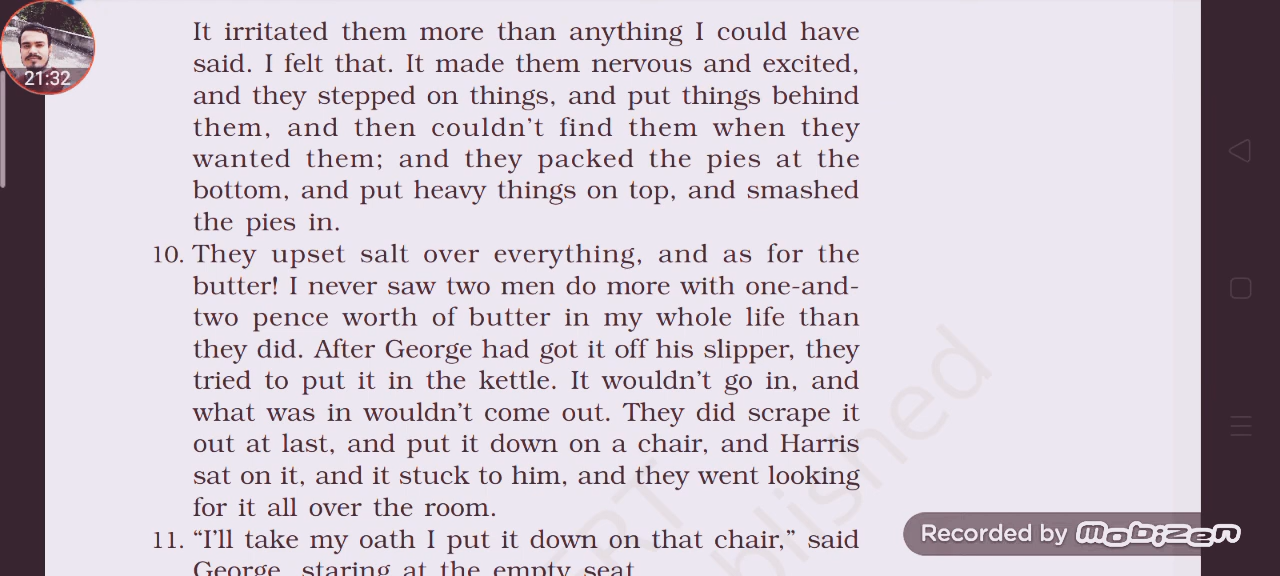 It irritated them more than anything I could have
said. I felt that. It made them nervous and excited,
and they stepped on things, and put things behind
them, and then couldn't find them when they
wanted them; and they packed the pies at the
bottom, and put heavy things on top, and smashed
the pies in.
10. They upset salt over everything, and as for the
butter! I never saw two men do more with one-and-
two pence worth of butter in my whole life than
they did. After George had got it off his slipper, they
tried to put it in the kettle. It wouldn't go in, and
what was in wouldn't come out. They did scrape it
out at last, and put it down on a chair, and Harris
sat on it, and it stuck to him, and they went looking
for it all over the room.
11. “I'll take my oath I put it down on that chair,” said
George, staring at the empty seat
21:32
Recorded by mobizen